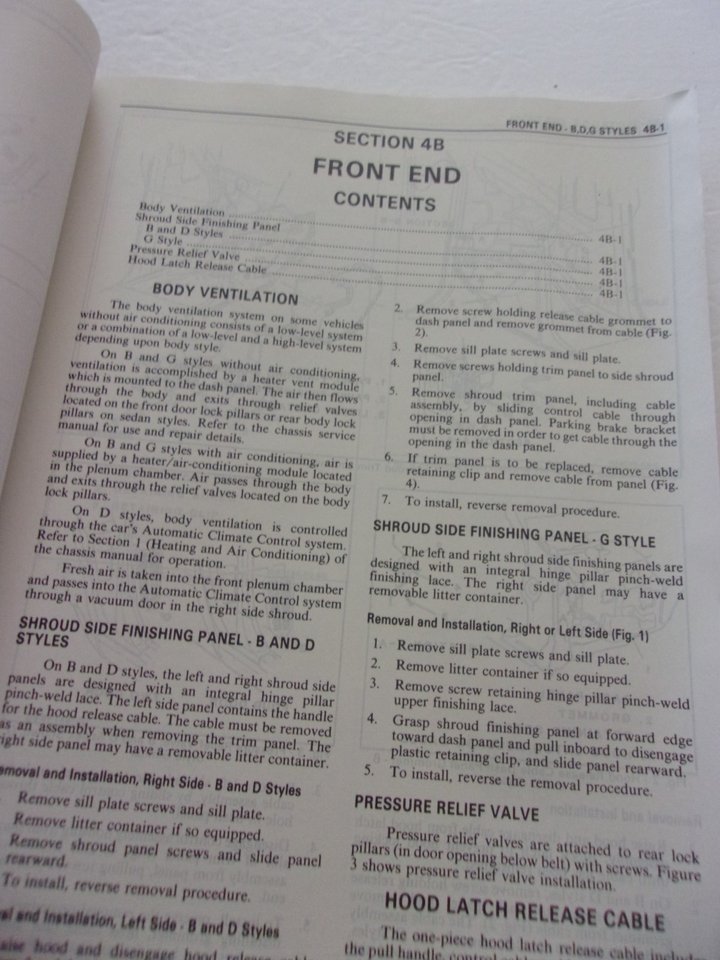 FRONT END - B,D,G STYLES 4B-1
SECTION 4B
FRONT END
CONTENTS
Body Ventilation 4B-1
Shroud Side Finishing Panel
B and D Styles 4B-1
G Style 4B-1
Pressure Relief Valve 4B-1
Hood Latch Release Cable 4B-1
BODY VENTILATION
The body ventilation system on some vehicles
without air conditioning consists of a low-level system
or a combination of a low-level and a high-level system
depending upon body style.
On B and G styles without air conditioning,
ventilation is accomplished by a heater vent module
which is mounted to the dash panel. The air then flows
through the body and exits through relief valves
located on the front door lock pillars or rear body lock
pillars on sedan styles. Refer to the chassis service
manual for use and repair details.
On B and G styles with air conditioning, air is
supplied by a heater/air-conditioning module located
in the plenum chamber. Air passes through the body
and exits through the relief valves located on the body
lock pillars.
On D styles, body ventilation is controlled
through the car's Automatic Climate Control system.
Refer to Section 1 (Heating and Air Conditioning) of
the chassis manual for operation.
Fresh air is taken into the front plenum chamber
and passes into the Automatic Climate Control system
through a vacuum door in the right side shroud.
SHROUD SIDE FINISHING PANEL - B AND D
STYLES
On B and D styles, the left and right shroud side
panels are designed with an integral hinge pillar
pinch-weld lace. The left side panel contains the handle
for the hood release cable. The cable must be removed
as an assembly when removing the trim panel. The
ight side panel may have a removable litter container.
emoval and Installation, Right Side - B and D Styles
Remove sill plate screws and sill plate.
Remove litter container if so equipped.
Remove shroud panel screws and slide panel
rearward.
To install, reverse removal procedure.
al and Installation, Left Side - B and D Styles
aise hood and disengage hood release
2. Remove screw holding release cable grommet to
dash panel and remove grommet from cable (Fig.
2).
3. Remove sill plate screws and sill plate.
4. Remove screws holding trim panel to side shroud
panel.
5. Remove shroud trim panel, including cable
assembly, by sliding control cable through
opening in dash panel. Parking brake bracket
must be removed in order to get cable through the
opening in the dash panel.
6. If trim panel is to be replaced, remove cable
retaining clip and remove cable from panel (Fig.
4).
7. To install, reverse removal procedure.
SHROUD SIDE FINISHING PANEL - G STYLE
The left and right shroud side finishing panels are
designed with an integral hinge pillar pinch-weld
finishing lace. The right side panel may have a
removable litter container.
Removal and Installation, Right or Left Side (Fig. 1)
1. Remove sill plate screws and sill plate.
2. Remove litter container if so equipped.
3. Remove screw retaining hinge pillar pinch-weld
upper finishing lace.
4. Grasp shroud finishing panel at forward edge
toward dash panel and pull inboard to disengage
plastic retaining clip, and slide panel rearward.
5. To install, reverse the removal procedure.
PRESSURE RELIEF VALVE
Pressure relief valves are attached to rear lock
pillars (in door opening below belt) with screws. Figure
3 shows pressure relief valve installation.
HOOD LATCH RELEASE CABLE
The one-piece hood latch release cable includ
the pull handle, control